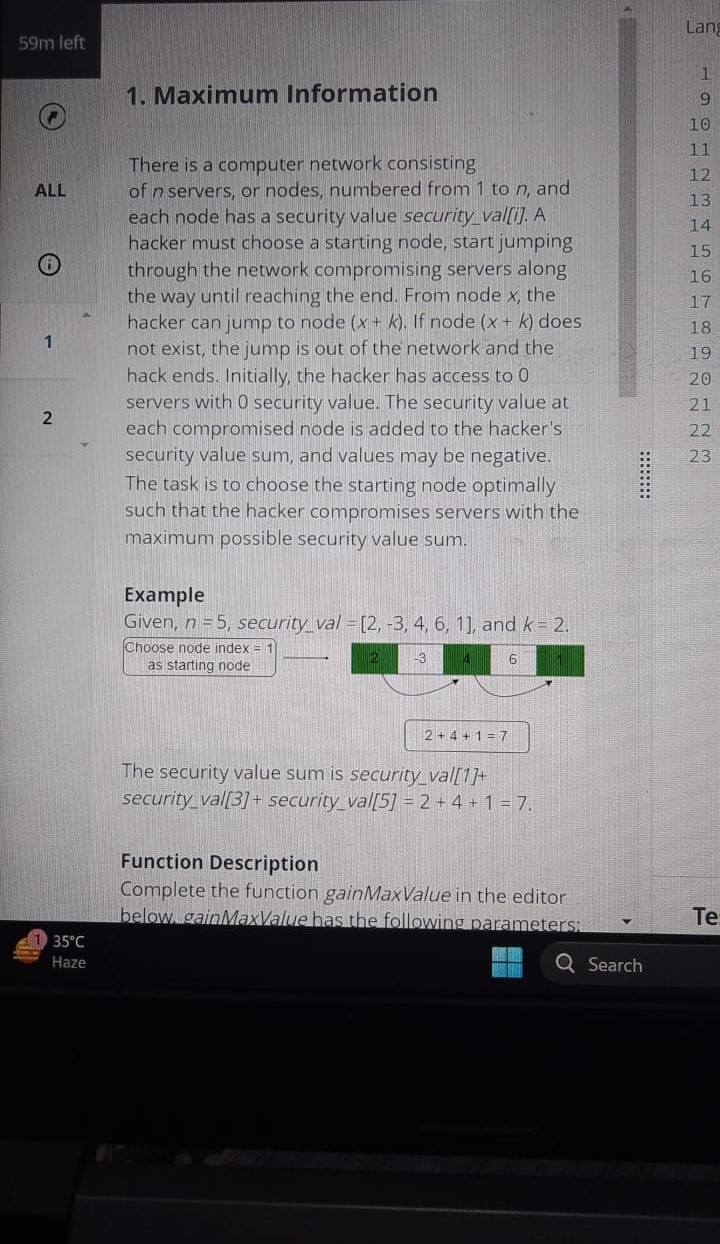 59m left
Lang
1. Maximum Information
There is a computer network consisting
of n servers, or nodes, numbered from 1 to n, and
each node has a security value security_val[i]. A
hacker must choose a starting node, start jumping
through the network compromising servers along
the way until reaching the end. From node x, the
hacker can jump to node (x + k). If node (x + k) does
not exist, the jump is out of the network and the
hack ends. Initially, the hacker has access to 0
servers with 0 security value. The security value at
each compromised node is added to the hacker's
security value sum, and values may be negative.
The task is to choose the starting node optimally
such that the hacker compromises servers with the
maximum possible security value sum.
ALL
1
2
Example
Given, n = 5, security_val = [2, -3, 4, 6, 1], and k = 2.
Choose node index = 1
as starting node
2 -3 4 6 1
2 + 4 + 1 = 7
The security value sum is security_val[1]+
security_val[3] + security_val[5] = 2 + 4 + 1 = 7.
Function Description
Complete the function gainMaxValue in the editor
below. gainMaxValue has the following parameters:
1
9
10
11
12
13
14
15
16
17
18
19
20
21
22
23
Te
1
35°C
Haze
Search